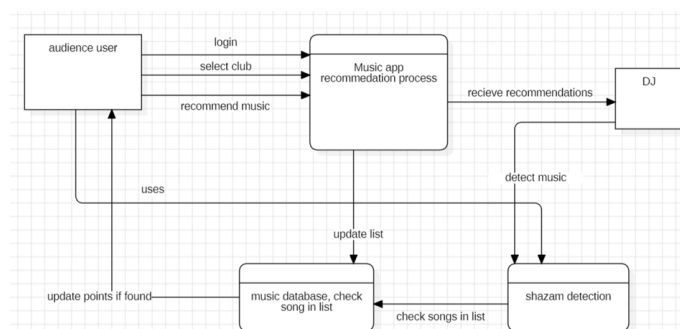 audience user
login
select club
recommend music
Music app
recommedation process
recieve recommendations
DJ
uses
detect music
update list
update points if found
music database, check
song in list
check songs in list
shazam detection